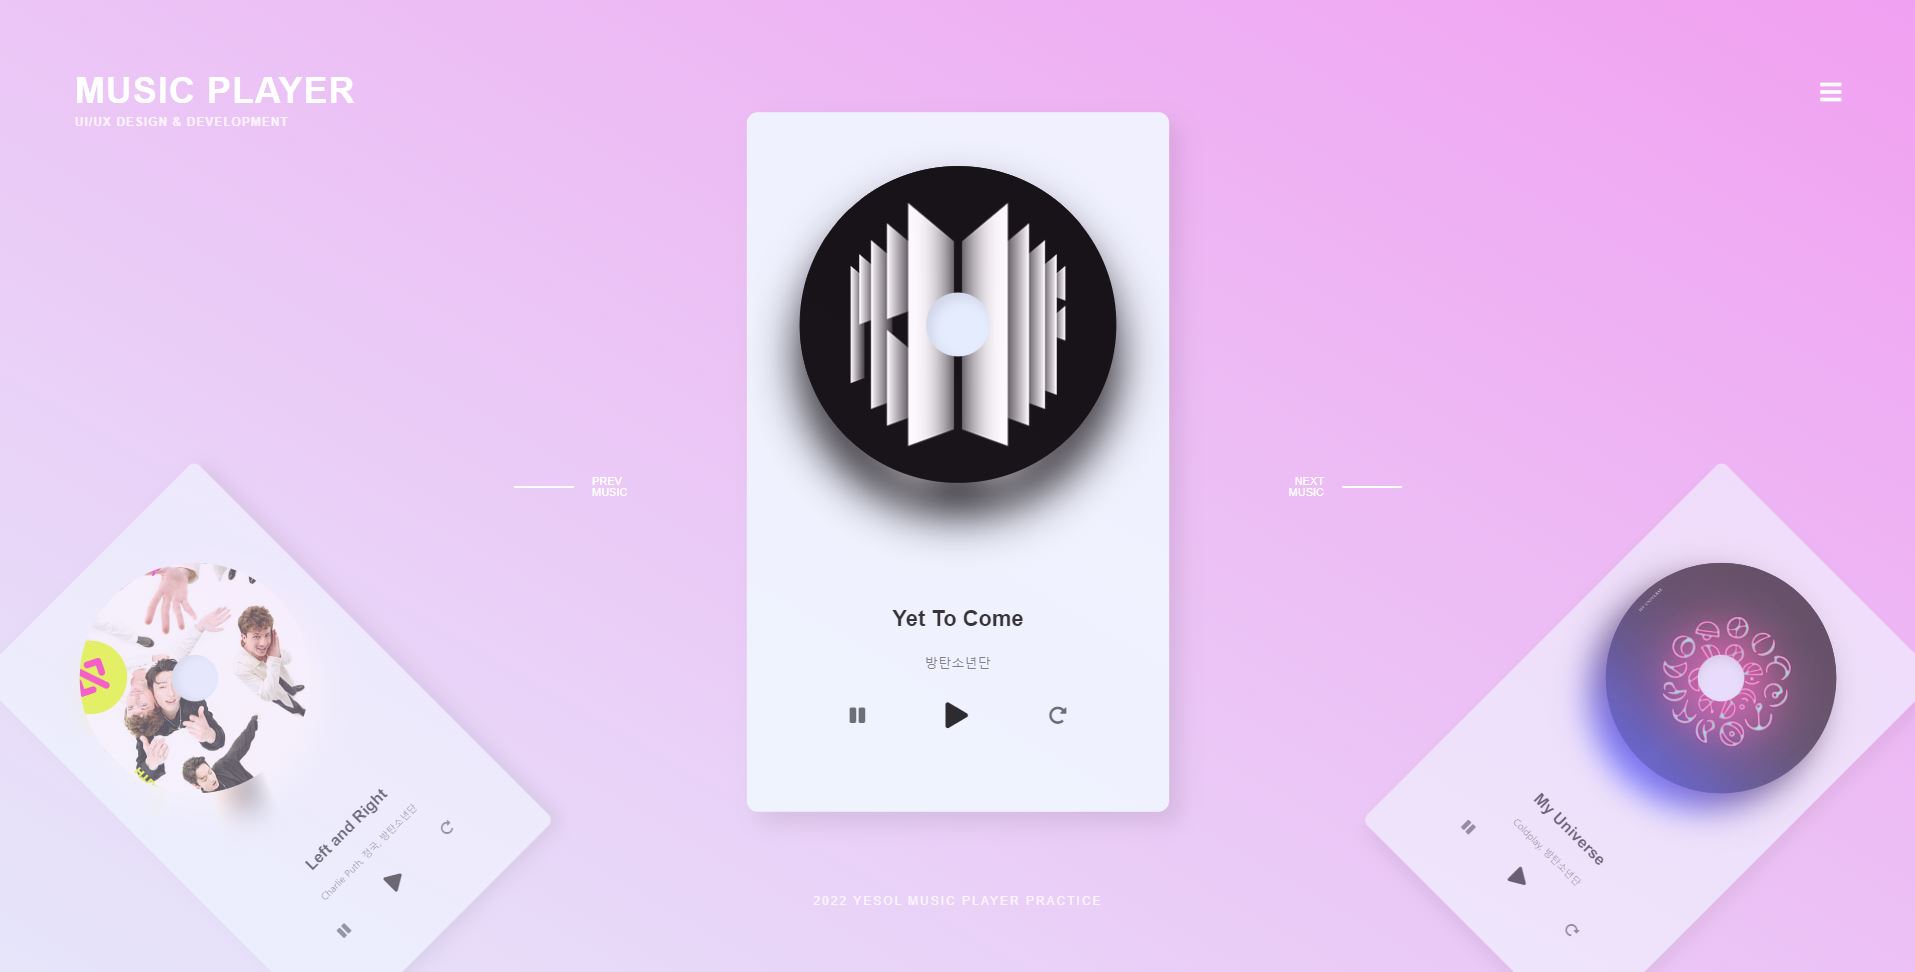 MUSIC PLAYER
UI/UX DESIGN & DEVELOPMENT
PREV
MUSIC
NEXT
MUSIC
Yet To Come
방탄소년단
Left and Right
Charlie Puth, 정국, 방탄소년단
MY UNIVERSE
My Universe
Coldplay, 방탄소년단
2022 YESOL MUSIC PLAYER PRACTICE